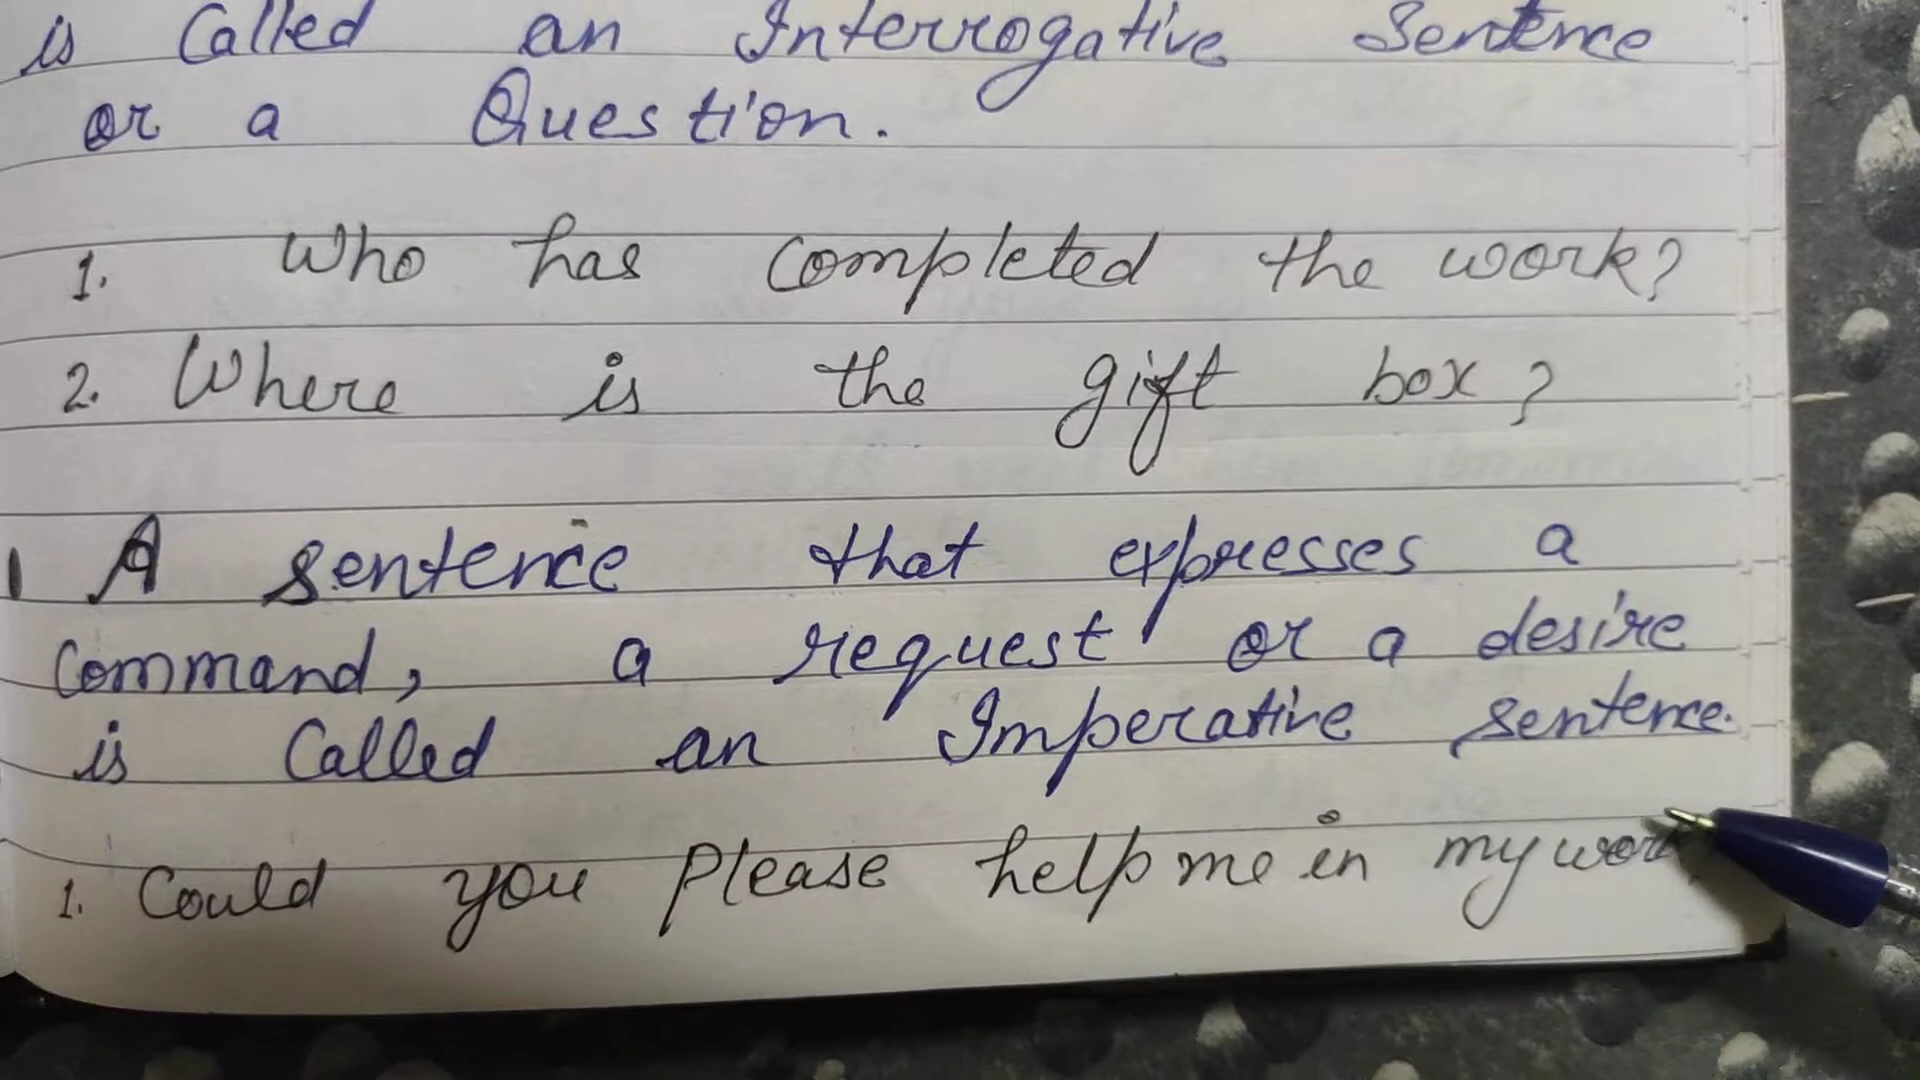 is Called an Interrogative Sentence
or a Question.
1. Who has completed the work?
2. Where is the gift box?
A sentence that expresses a
Command, a request or a desire
is Called an Imperative sentence.
1. Could you Please help me in my work